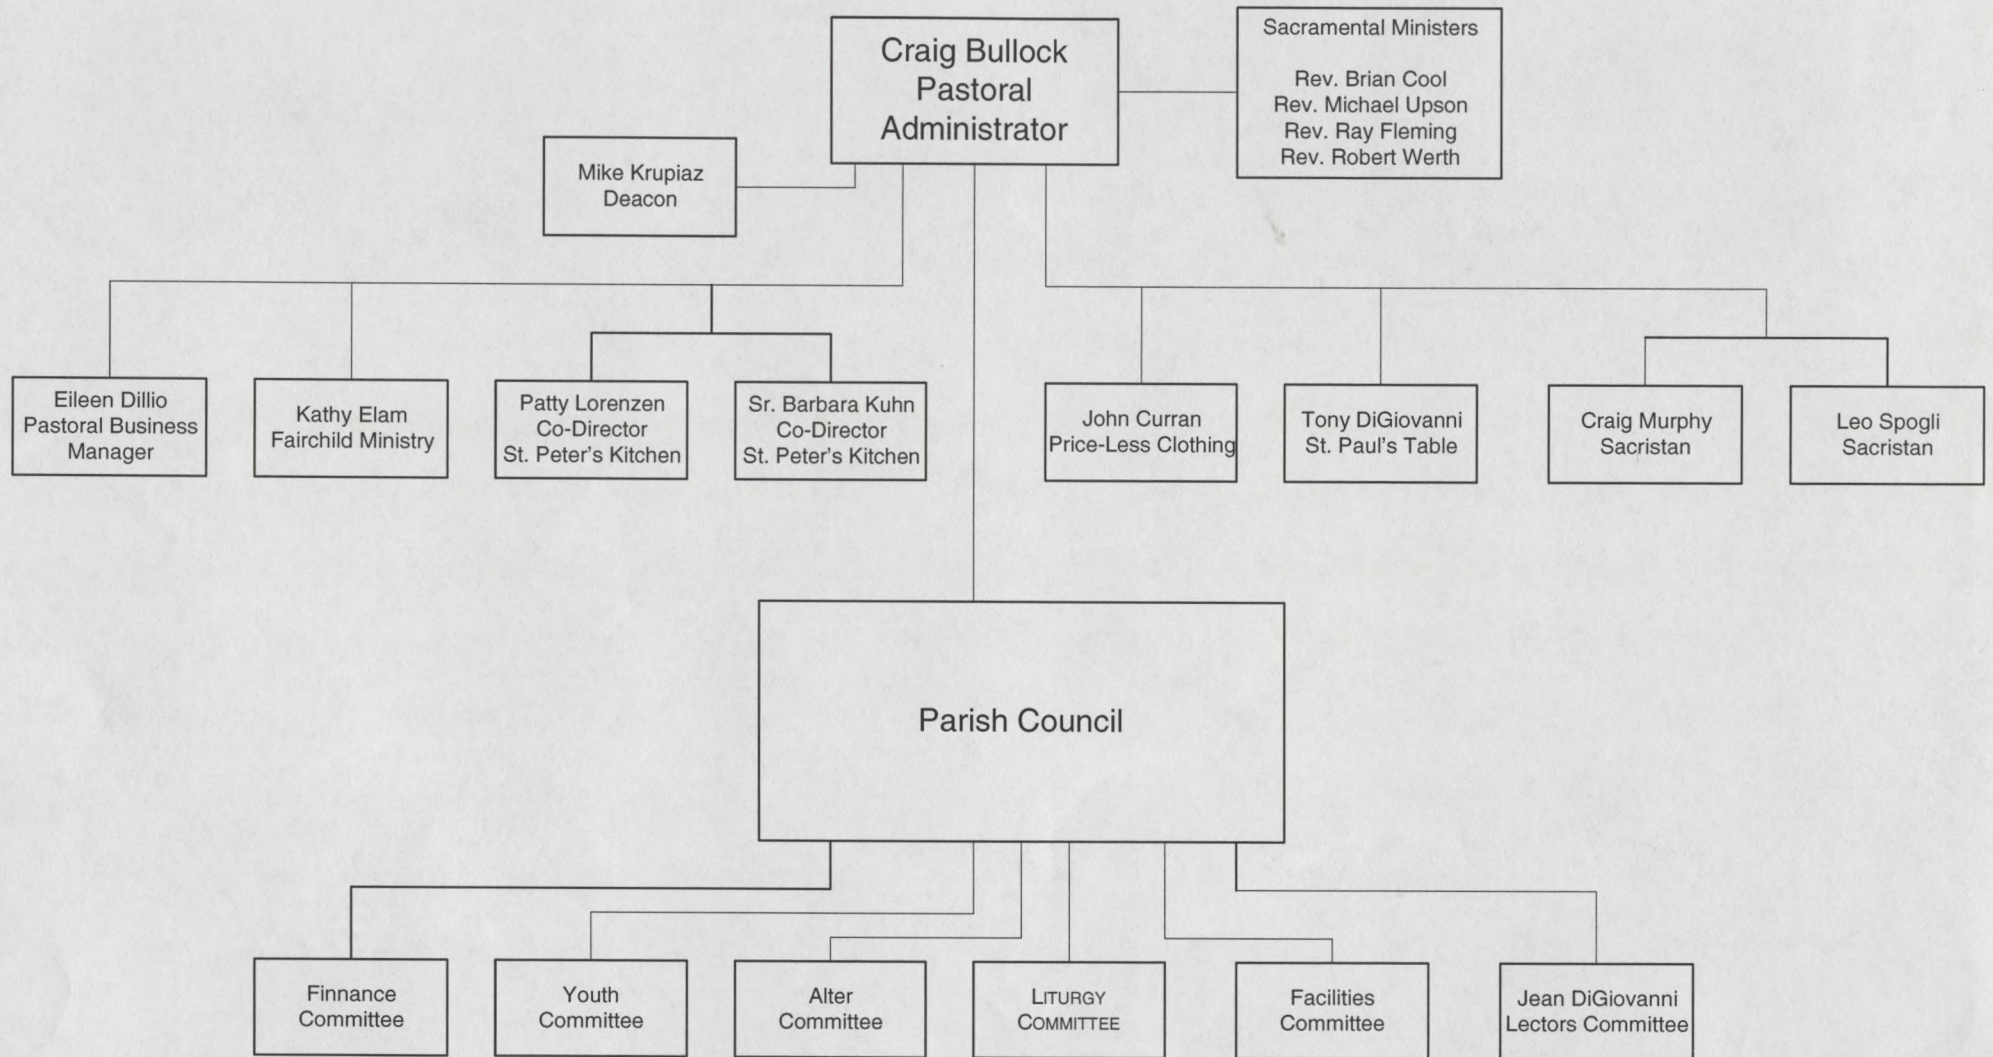 Craig Bullock
Pastoral
Administrator
Sacramental Ministers
Rev. Brian Cool
Rev. Michael Upson
Rev. Ray Fleming
Rev. Robert Werth
Mike Krupiaz
Deacon
Eileen Dillio
Pastoral Business
Manager
Kathy Elam
Fairchild Ministry
Patty Lorenzen
Co-Director
St. Peter's Kitchen
Sr. Barbara Kuhn
Co-Director
St. Peter's Kitchen
John Curran
Price-Less Clothing
Tony DiGiovanni
St. Paul's Table
Craig Murphy
Sacristan
Leo Spogli
Sacristan
Parish Council
Finnance
Committee
Youth
Committee
Alter
Committee
LITURGY
COMMITTEE
Facilities
Committee
Jean DiGiovanni
Lectors Committee